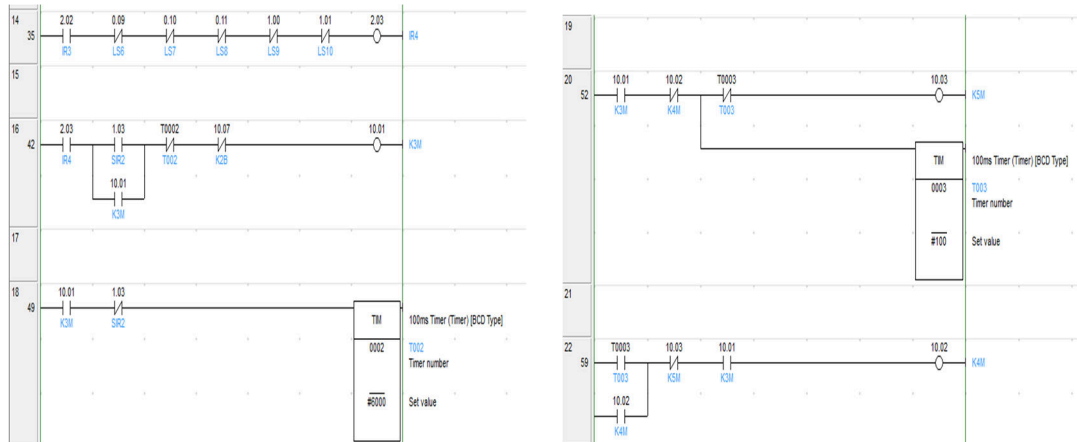 14
2.02 0.09 0.10 0.11 1.00 1.01 2.03
35
IR4
IR3 LS6 LS7 LS8 LS9 LS10
15
16
2.03 1.03 T0002 10.07 10.01
42
K3M
IR4 SIR2 T002 K2B
10.01
K3M
17
18
10.01 1.03
49
K3M SIR2
TIM 100ms Timer (Timer) [BCD Type]
0002 T002
Timer number
#6000 Set value
19
20
10.01 10.02 T0003 10.03
52
K5M
K3M K4M T003
TIM 100ms Timer (Timer) [BCD Type]
0003 T003
Timer number
#100 Set value
21
22
T0003 10.03 10.01 10.02
59
K4M
T003 K5M K3M
10.02
K4M